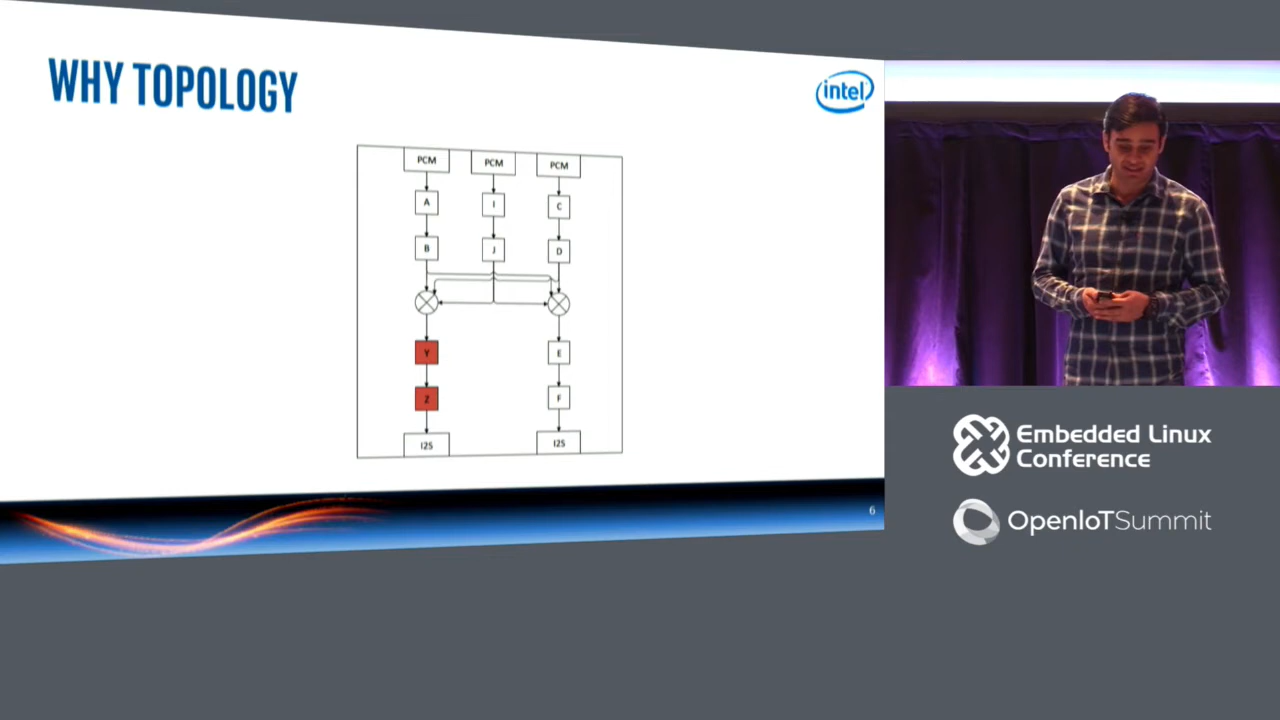 WHY TOPOLOGY
intel
PCM PCM PCM
A I C
B J D
Y E
Z F
I2S I2S
6
Embedded Linux
Conference
OpenIoTSummit